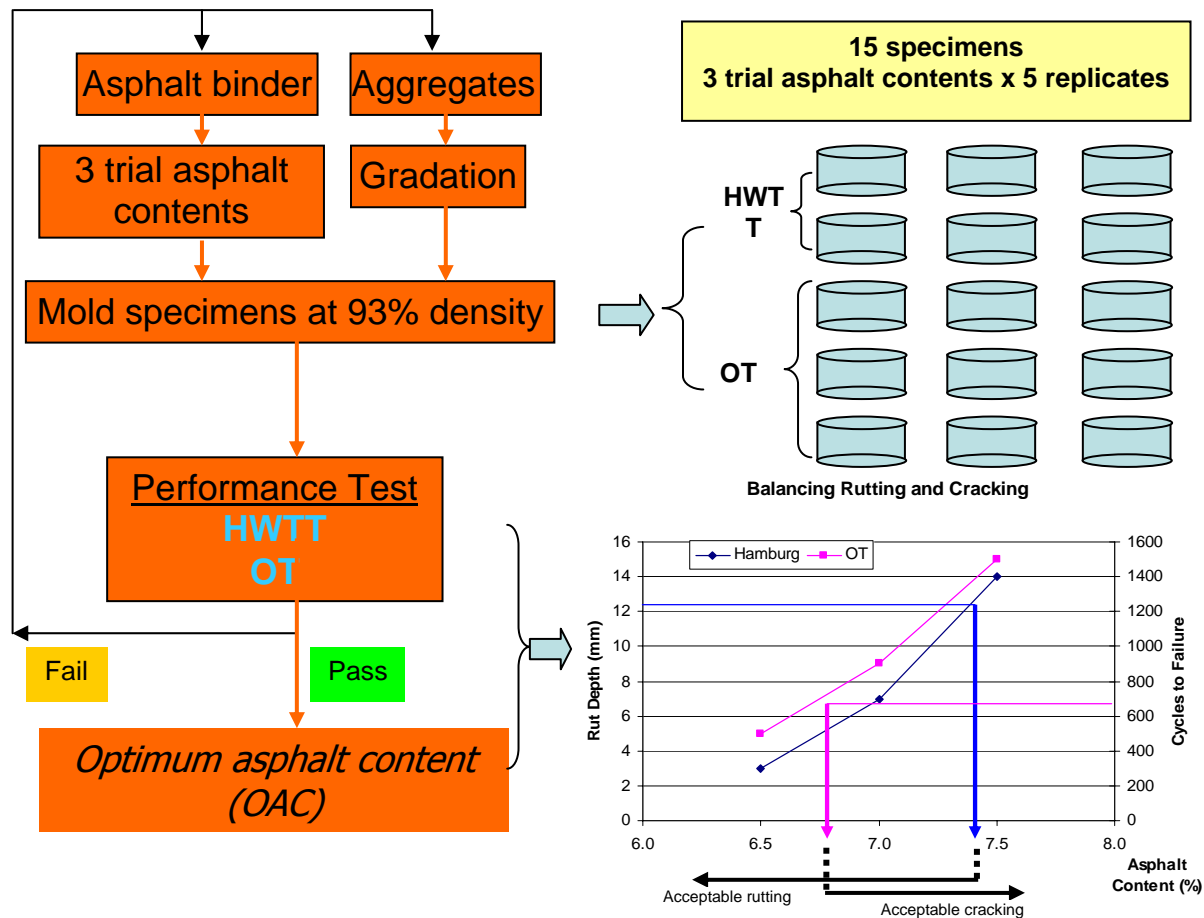 Asphalt binder
Aggregates
3 trial asphalt
contents
Gradation
Mold specimens at 93% density
Performance Test
HWTT
OT
Fail
Pass
Optimum asphalt content
(OAC)
15 specimens
3 trial asphalt contents x 5 replicates
HWT
T
OT
Balancing Rutting and Cracking
Hamburg
OT
16
14
12
10
8
6
4
2
0
Rut Depth (mm)
1600
1400
1200
1000
800
600
400
200
0
Cycles to Failure
6.0 6.5 7.0 7.5 8.0
Asphalt
Content (%)
Acceptable rutting
Acceptable cracking